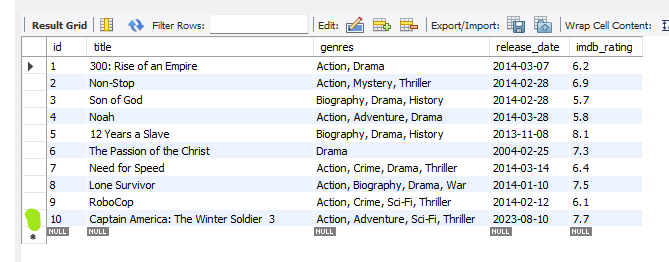 Result Grid Filter Rows: Edit: Export/Import: Wrap Cell Content:
id title genres release_date imdb_rating
1 300: Rise of an Empire Action, Drama 2014-03-07 6.2
2 Non-Stop Action, Mystery, Thriller 2014-02-28 6.9
3 Son of God Biography, Drama, History 2014-02-28 5.7
4 Noah Action, Adventure, Drama 2014-03-28 5.8
5 12 Years a Slave Biography, Drama, History 2013-11-08 8.1
6 The Passion of the Christ Drama 2004-02-25 7.3
7 Need for Speed Action, Crime, Drama, Thriller 2014-03-14 6.4
8 Lone Survivor Action, Biography, Drama, War 2014-01-10 7.5
9 RoboCop Action, Crime, Sci-Fi, Thriller 2014-02-12 6.1
10 Captain America: The Winter Soldier 3 Action, Adventure, Sci-Fi, Thriller 2023-08-10 7.7
NULL NULL NULL NULL NULL